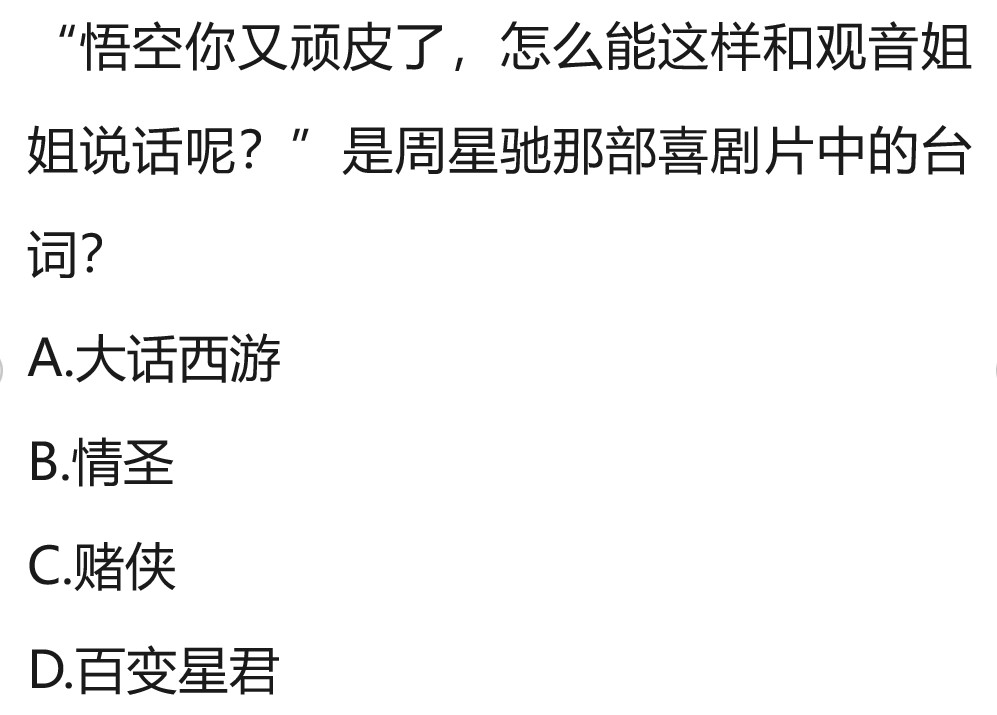 “悟空你又顽皮了，怎么能这样和观音姐
姐说话呢？”是周星驰那部喜剧片中的台
词？
A.大话西游
B.情圣
C.赌侠
D.百变星君